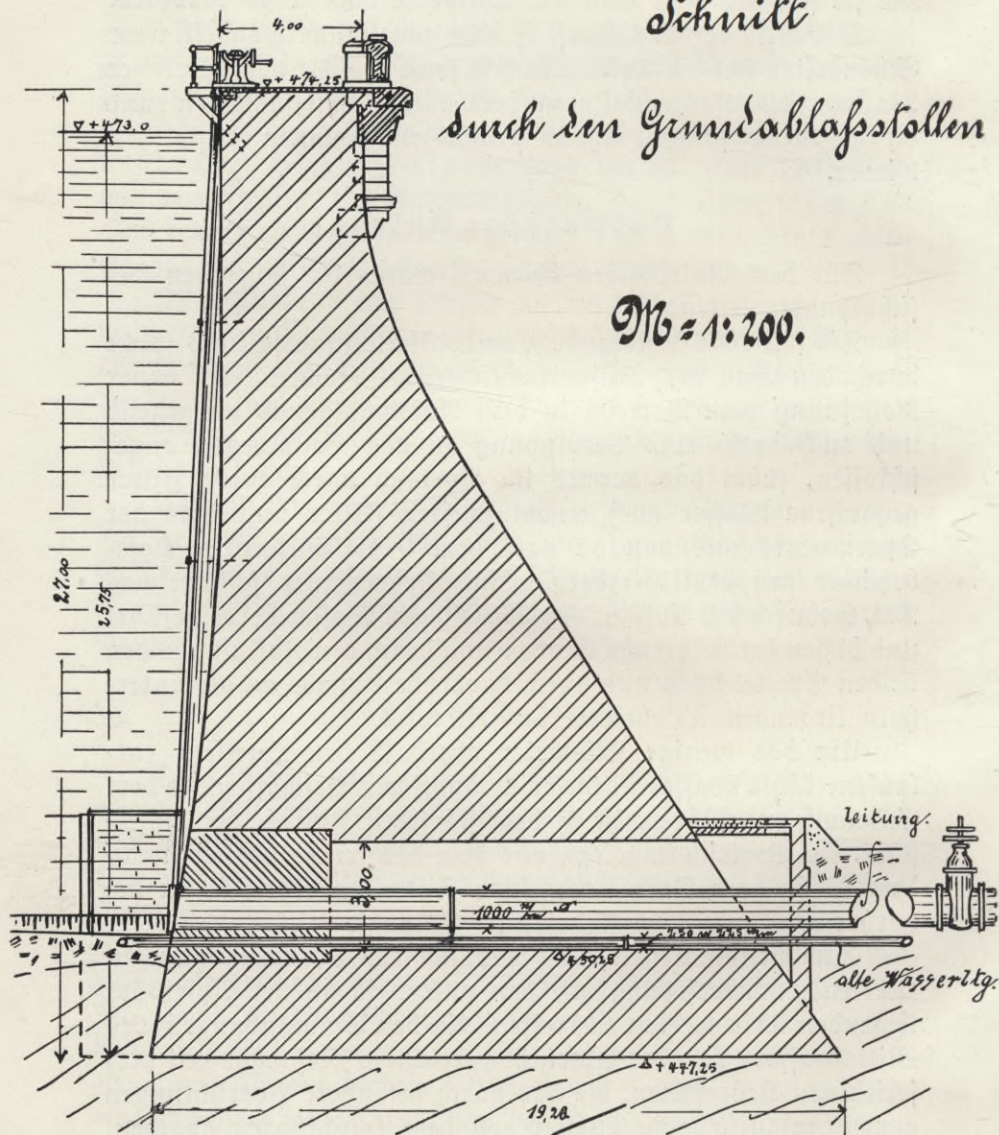 Schnitt
durch den Grundablaßstollen
M = 1:200.
4,00
+ 474,25
+ 473,0
27,00
25,75
leitung.
3,00
1000 m/m ⌀
450,25
alte Wasserltg.
+ 447,25
19,28